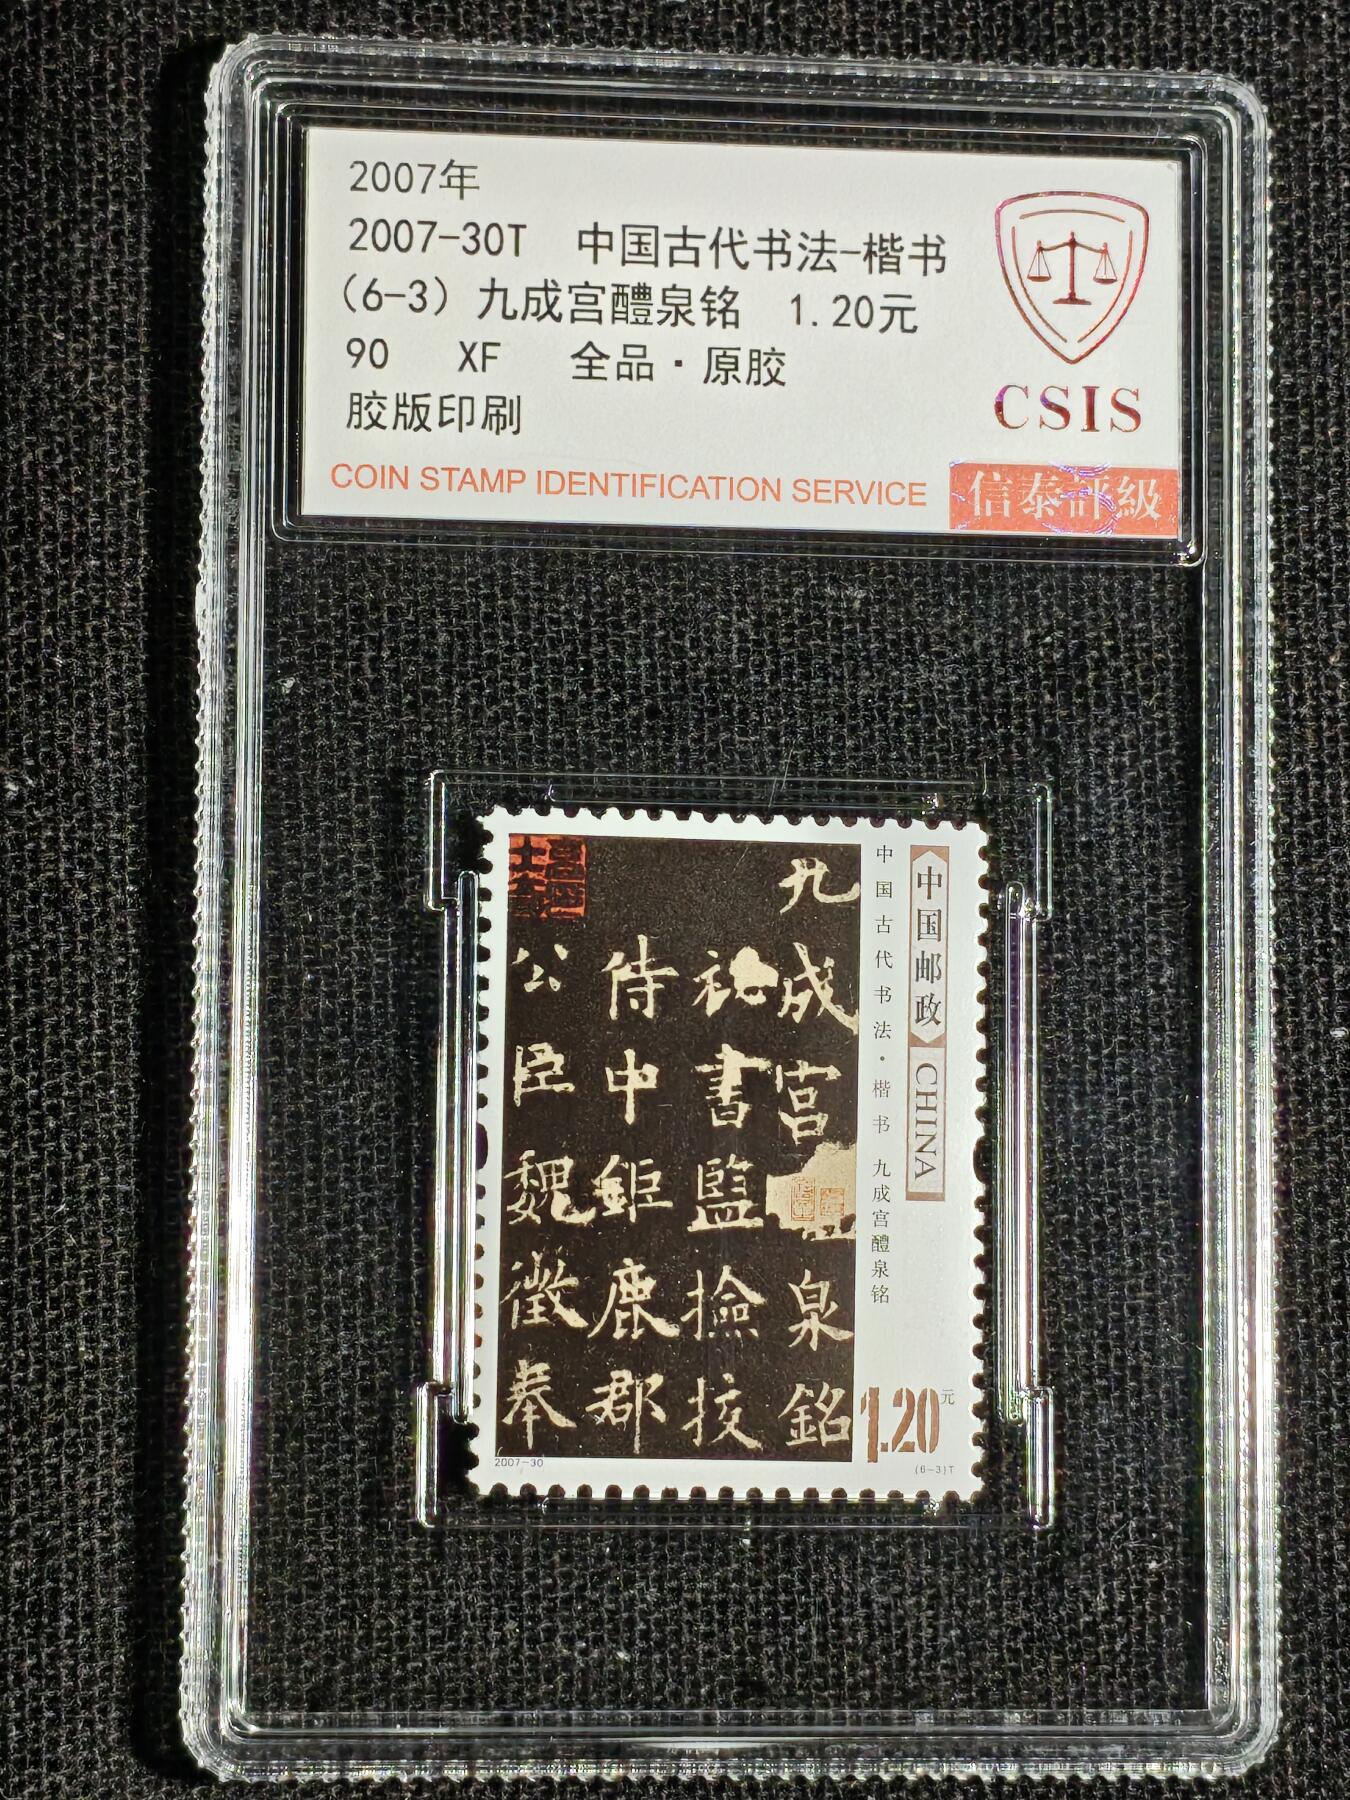 2007年
2007-30T 中国古代书法-楷书
(6-3) 九成宫醴泉铭 1.20元
90 XF 全品·原胶
胶版印刷
CSIS
COIN STAMP IDENTIFICATION SERVICE
信泰評級
中国邮政 CHINA
中国古代书法·楷书 九成宫醴泉铭
九成宮
泉銘
祕書監撿挍
侍中鉅鹿郡
公臣魏徵奉
1.20元
2007-30
(6-3)T